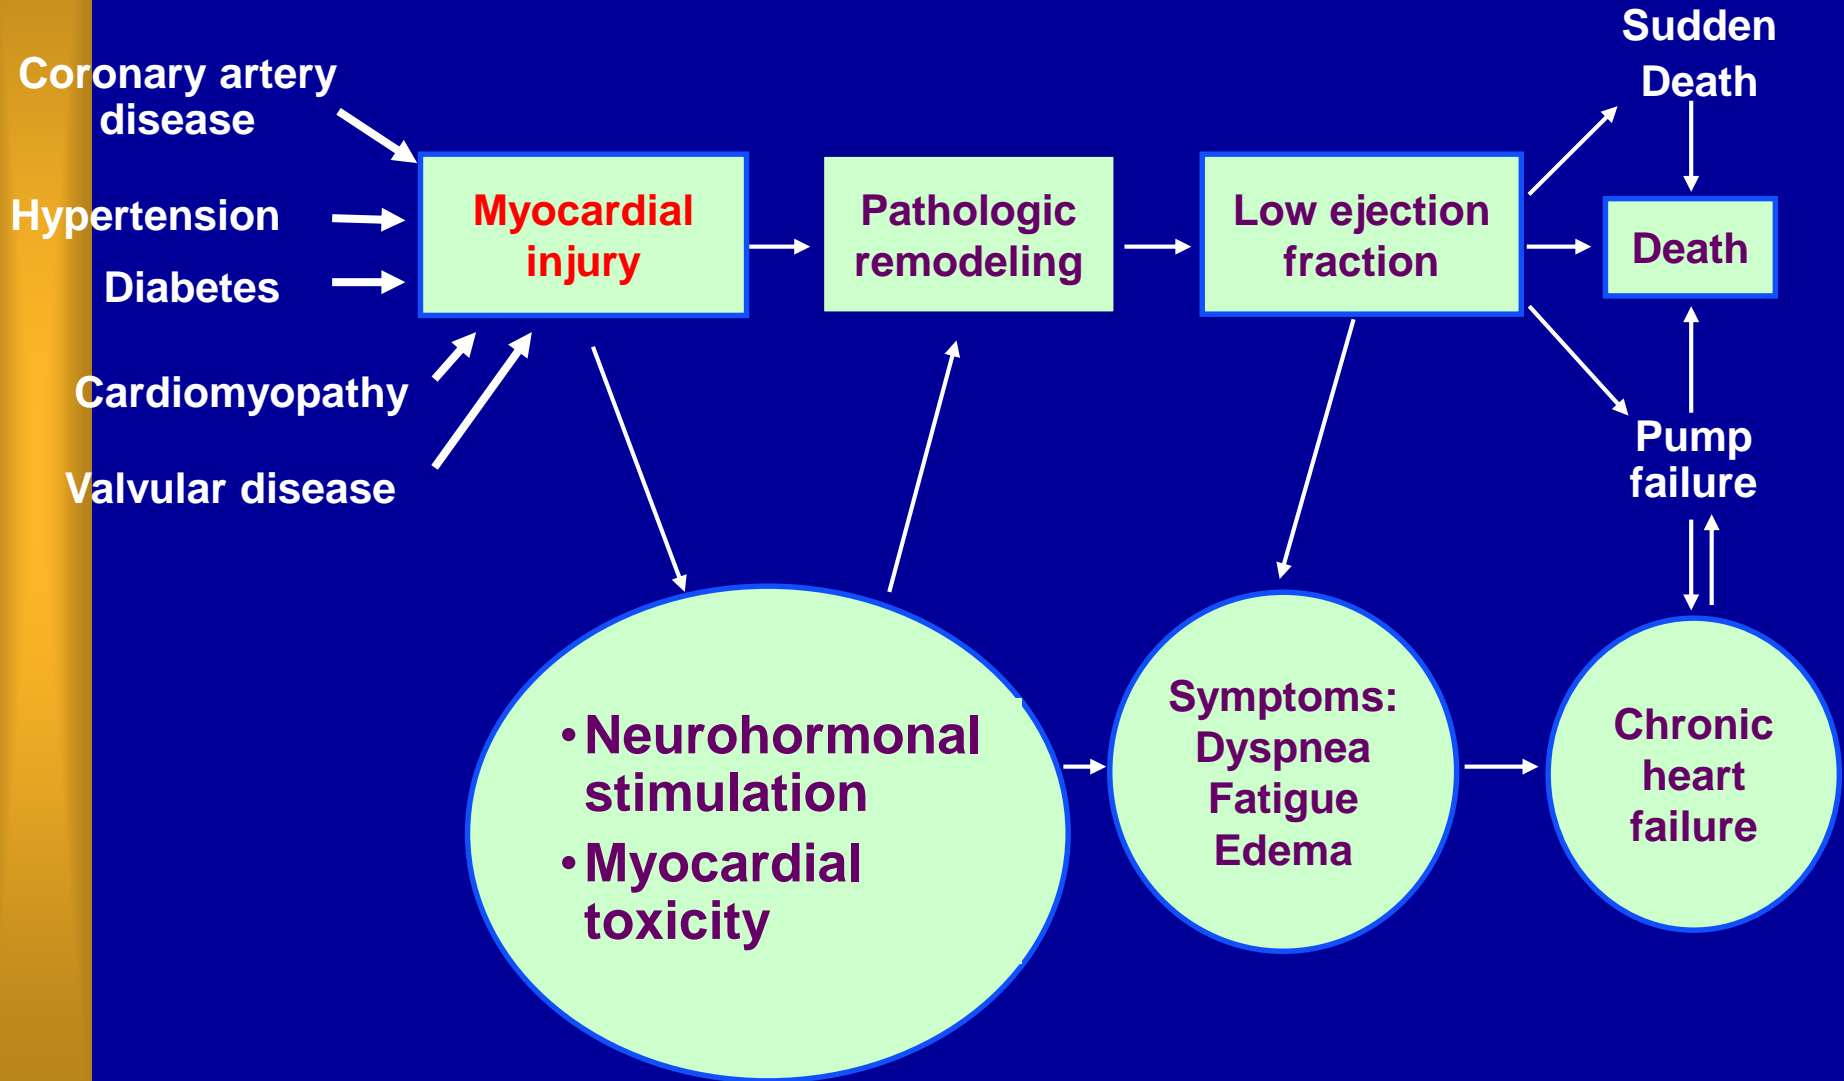 Sudden
Death
Coronary artery
disease
Hypertension
Diabetes
Cardiomyopathy
Valvular disease
Myocardial
injury
Pathologic
remodeling
Low ejection
fraction
Death
Pump
failure
•Neurohormonal
stimulation
•Myocardial
toxicity
Symptoms:
Dyspnea
Fatigue
Edema
Chronic
heart
failure